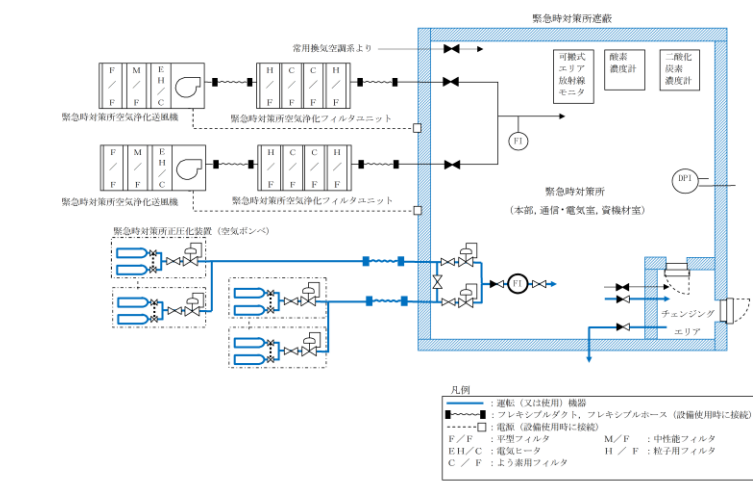 緊急時対策所遮蔽
常用換気空調系より
可搬式
エリア
放射線
モニタ
酸素
濃度計
二酸化
炭素
濃度計
F/F
M/F
EH/C
H/F
C/F
C/F
H/F
緊急時対策所空気浄化送風機
緊急時対策所空気浄化フィルタユニット
FI
F/F
M/F
EH/C
H/F
C/F
C/F
H/F
緊急時対策所空気浄化送風機
緊急時対策所空気浄化フィルタユニット
DPI
緊急時対策所
(本部,通信・電気室,資機材室)
緊急時対策所正圧化装置(空気ボンベ)
FI
チェンジング
エリア
凡例
:運転(又は使用)機器
:フレキシブルダクト,フレキシブルホース(設備使用時に接続)
:電源(設備使用時に接続)
F/F :平型フィルタ M/F :中性能フィルタ
EH/C :電気ヒータ H/F :粒子用フィルタ
C/F :よう素用フィルタ